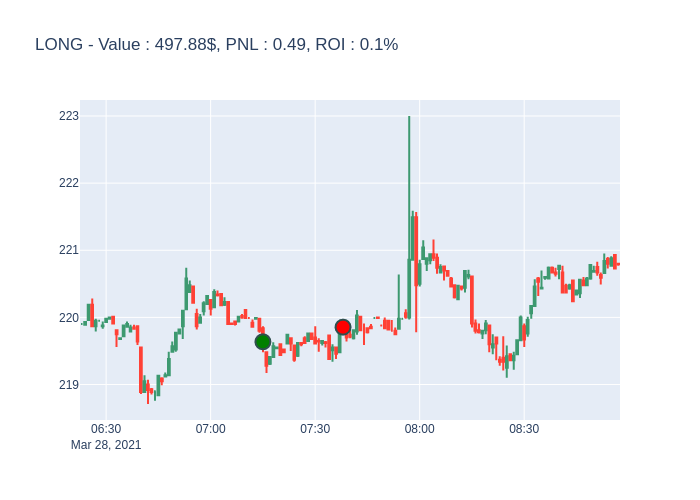 LONG - Value : 497.88$, PNL : 0.49, ROI : 0.1%
223
222
221
220
219
06:30 07:00 07:30 08:00 08:30
Mar 28, 2021